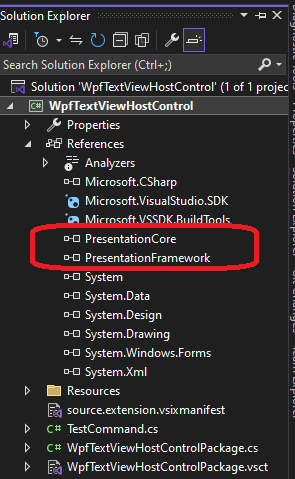 Solution Explorer
Search Solution Explorer (Ctrl+;)
Solution 'WpfTextViewHostControl' (1 of 1 projec
WpfTextViewHostControl
Properties
References
Analyzers
Microsoft.CSharp
Microsoft.VisualStudio.SDK
Microsoft.VSSDK.BuildTools
PresentationCore
PresentationFramework
System
System.Data
System.Design
System.Drawing
System.Windows.Forms
System.Xml
Resources
source.extension.vsixmanifest
TestCommand.cs
WpfTextViewHostControlPackage.cs
WpfTextViewHostControlPackage.vsct